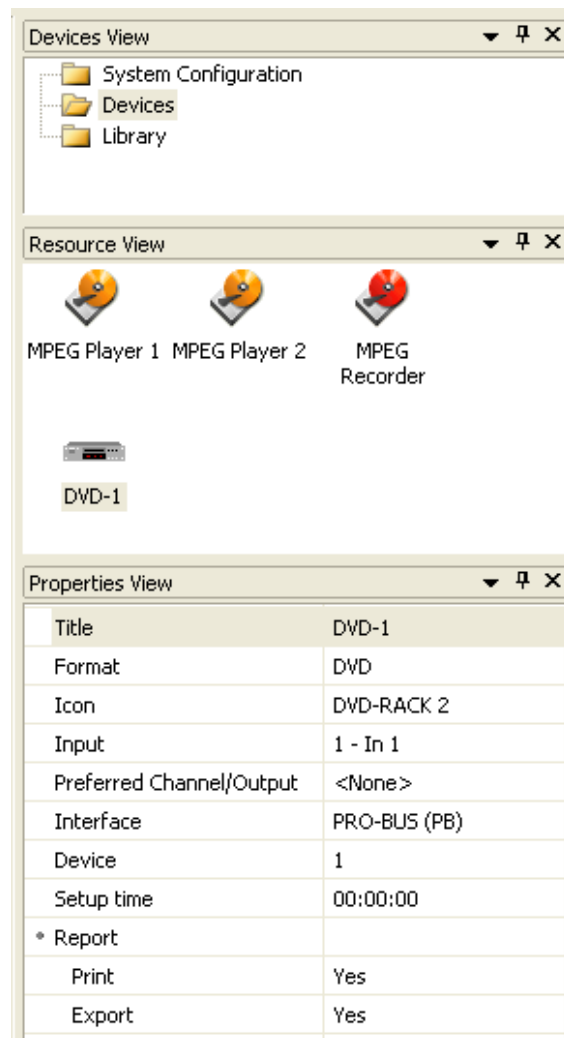 Devices View
System Configuration
Devices
Library
Resource View
MPEG Player 1 MPEG Player 2 MPEG
Recorder
DVD-1
Properties View
Title DVD-1
Format DVD
Icon DVD-RACK 2
Input 1 - In 1
Preferred Channel/Output <None>
Interface PRO-BUS (PB)
Device 1
Setup time 00:00:00
Report
Print Yes
Export Yes